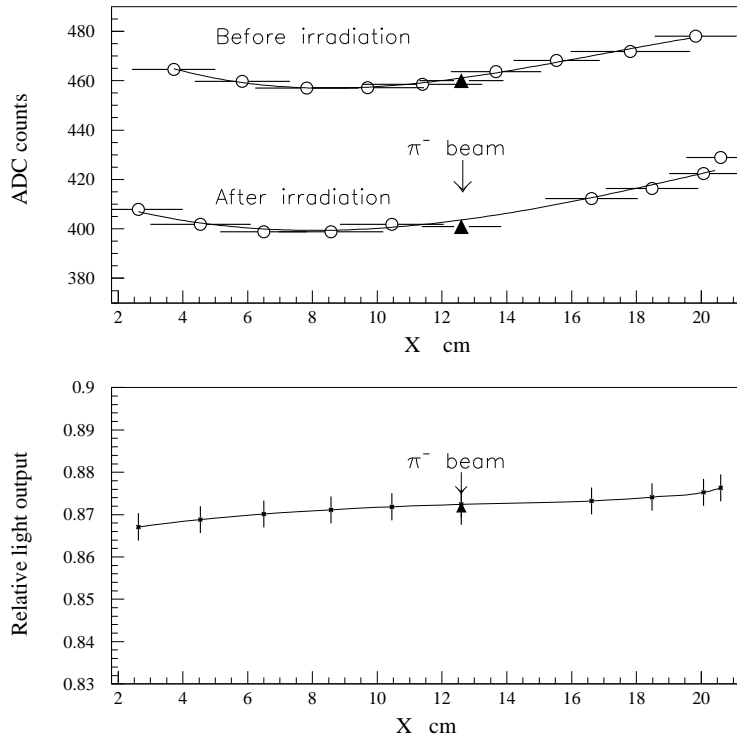 480
Before irradiation
460
440
π⁻ beam
420
After irradiation
400
380
ADC counts
2 4 6 8 10 12 14 16 18 20
X cm
0.9
0.88
π⁻ beam
0.87
0.86
0.85
0.84
0.83
Relative light output
2 4 6 8 10 12 14 16 18 20
X cm